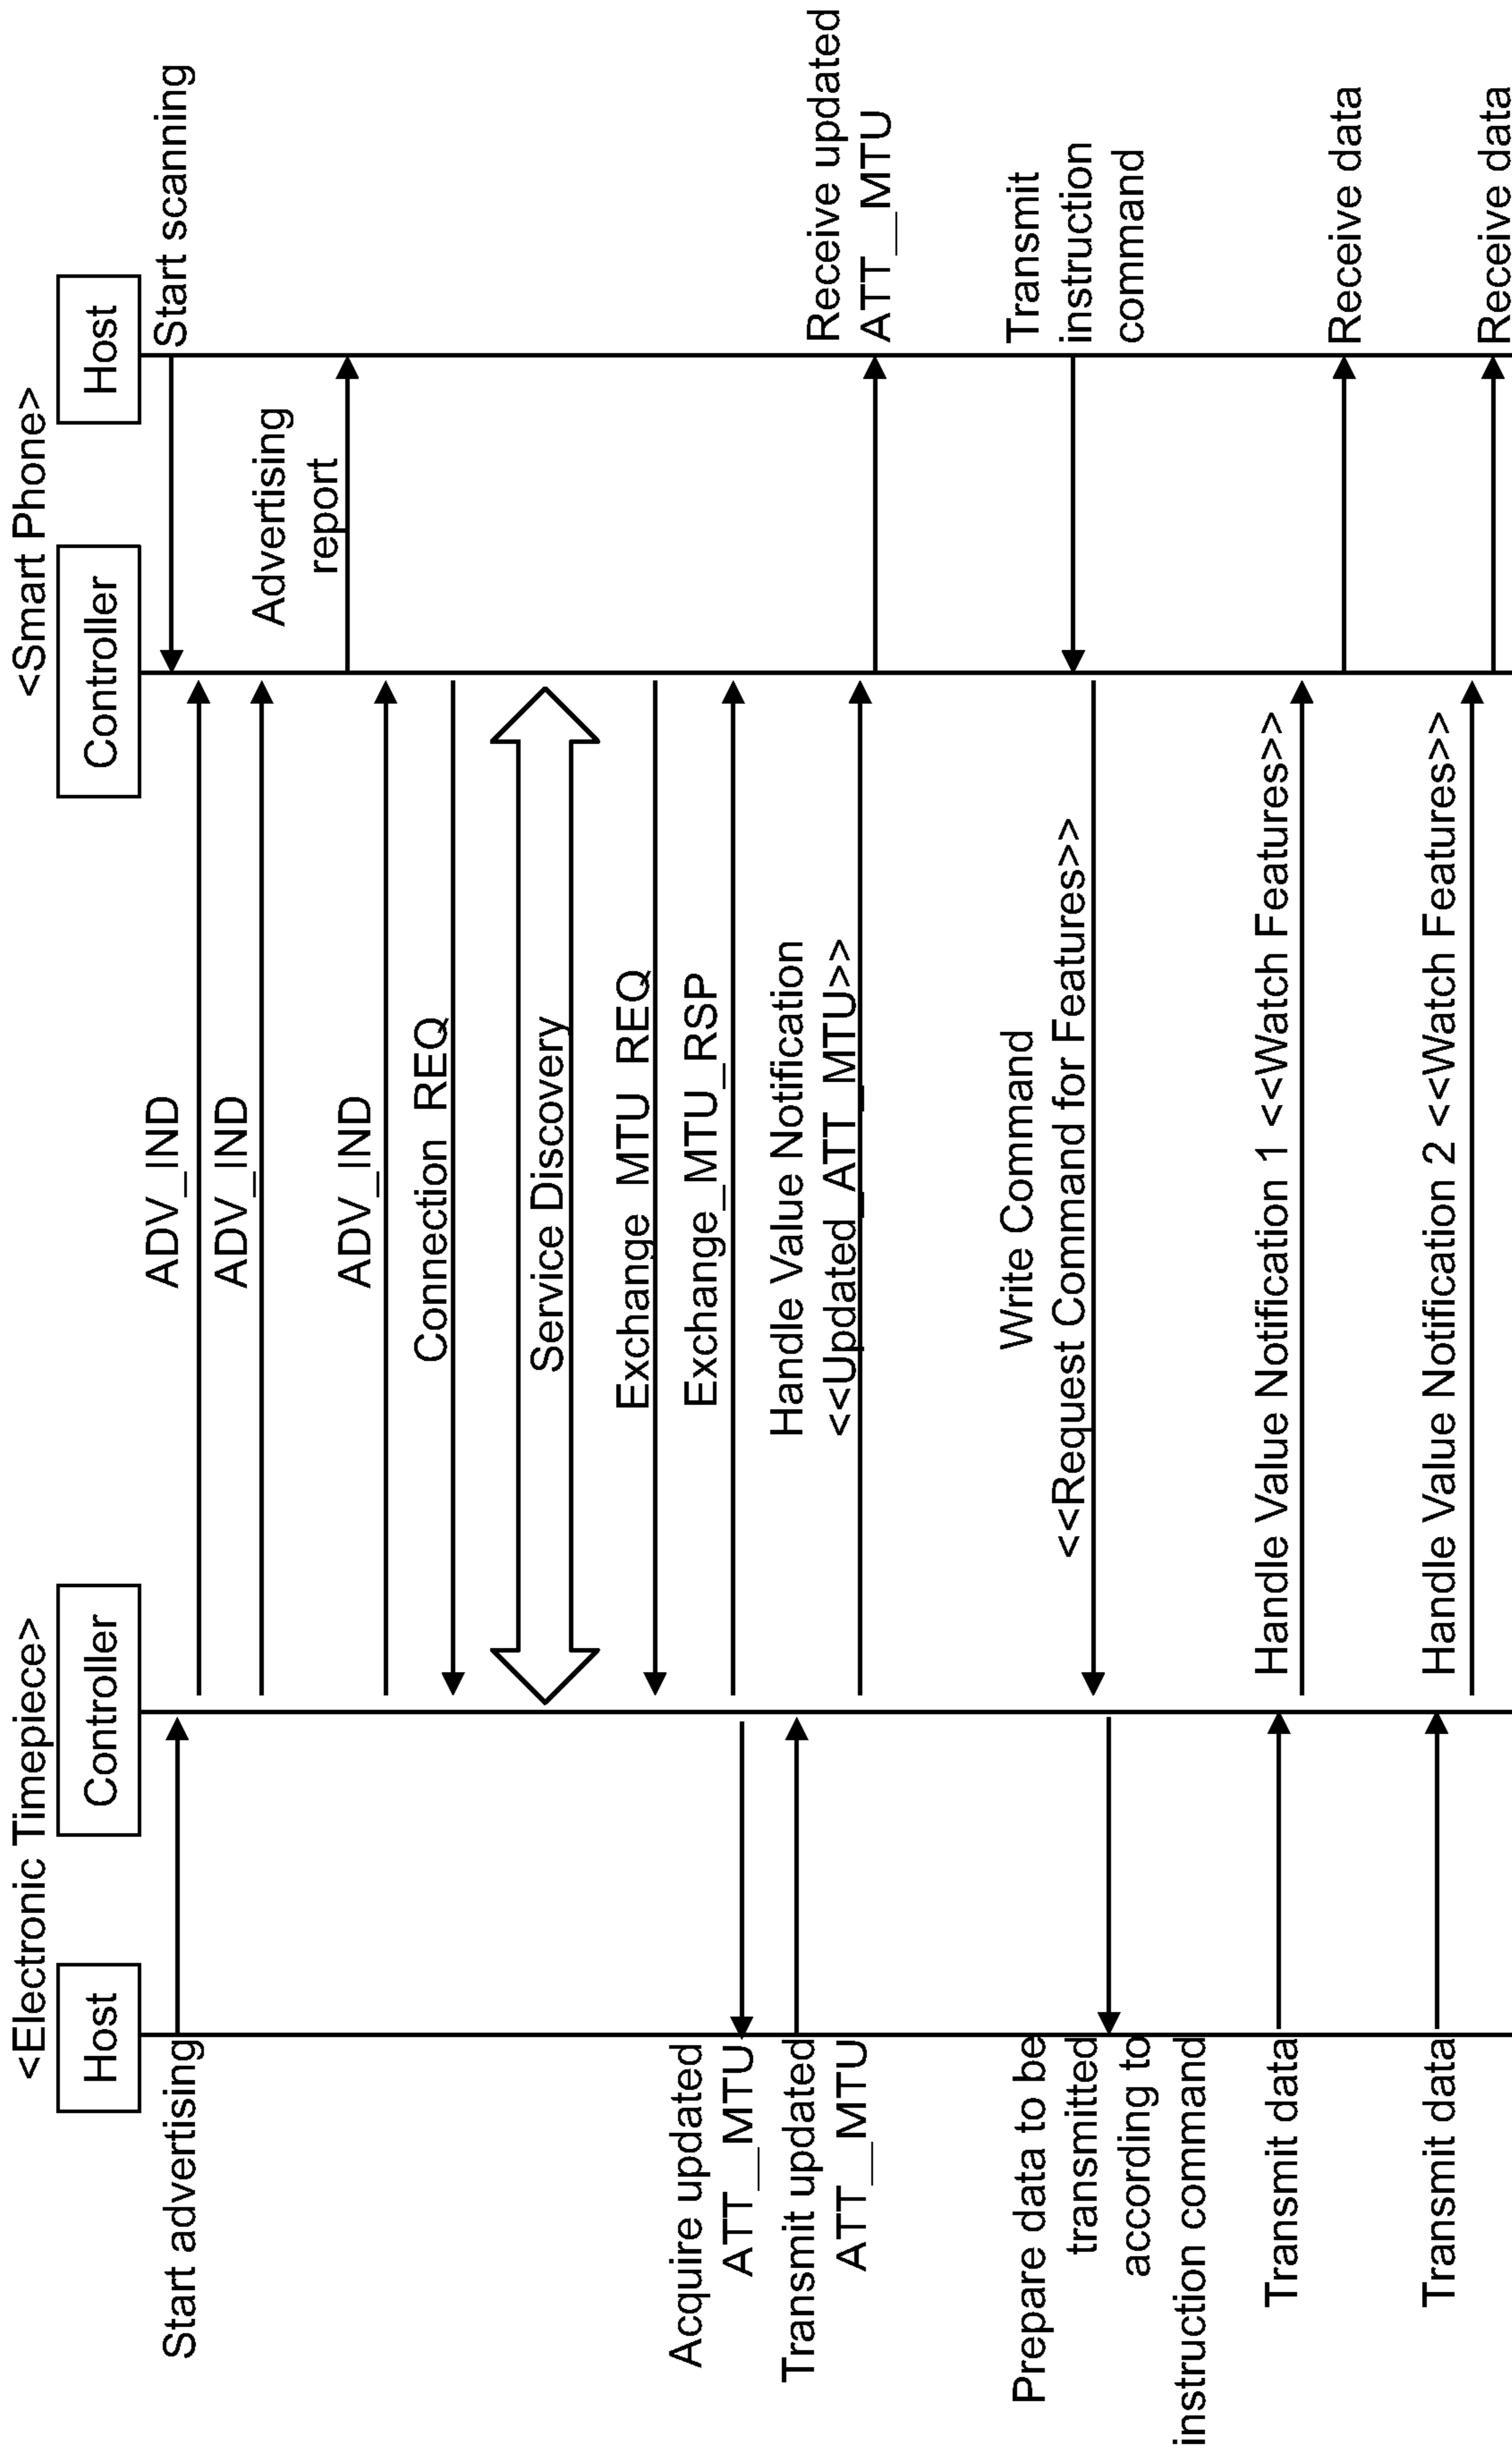 <Electronic Timepiece>
<Smart Phone>
Host
Controller
Controller
Host
Start advertising
Start scanning
ADV_IND
ADV_IND
Advertising
report
ADV_IND
Connection_REQ
Service Discovery
Exchange_MTU_REQ
Exchange_MTU_RSP
Acquire updated
ATT_MTU
Transmit updated
ATT_MTU
Handle Value Notification
<<Updated_ATT_MTU>>
Receive updated
ATT_MTU
Transmit
instruction
command
Write Command
<<Request Command for Features>>
Prepare data to be
transmitted
according to
instruction command
Transmit data
Handle Value Notification 1 <<Watch Features>>
Receive data
Transmit data
Handle Value Notification 2 <<Watch Features>>
Receive data